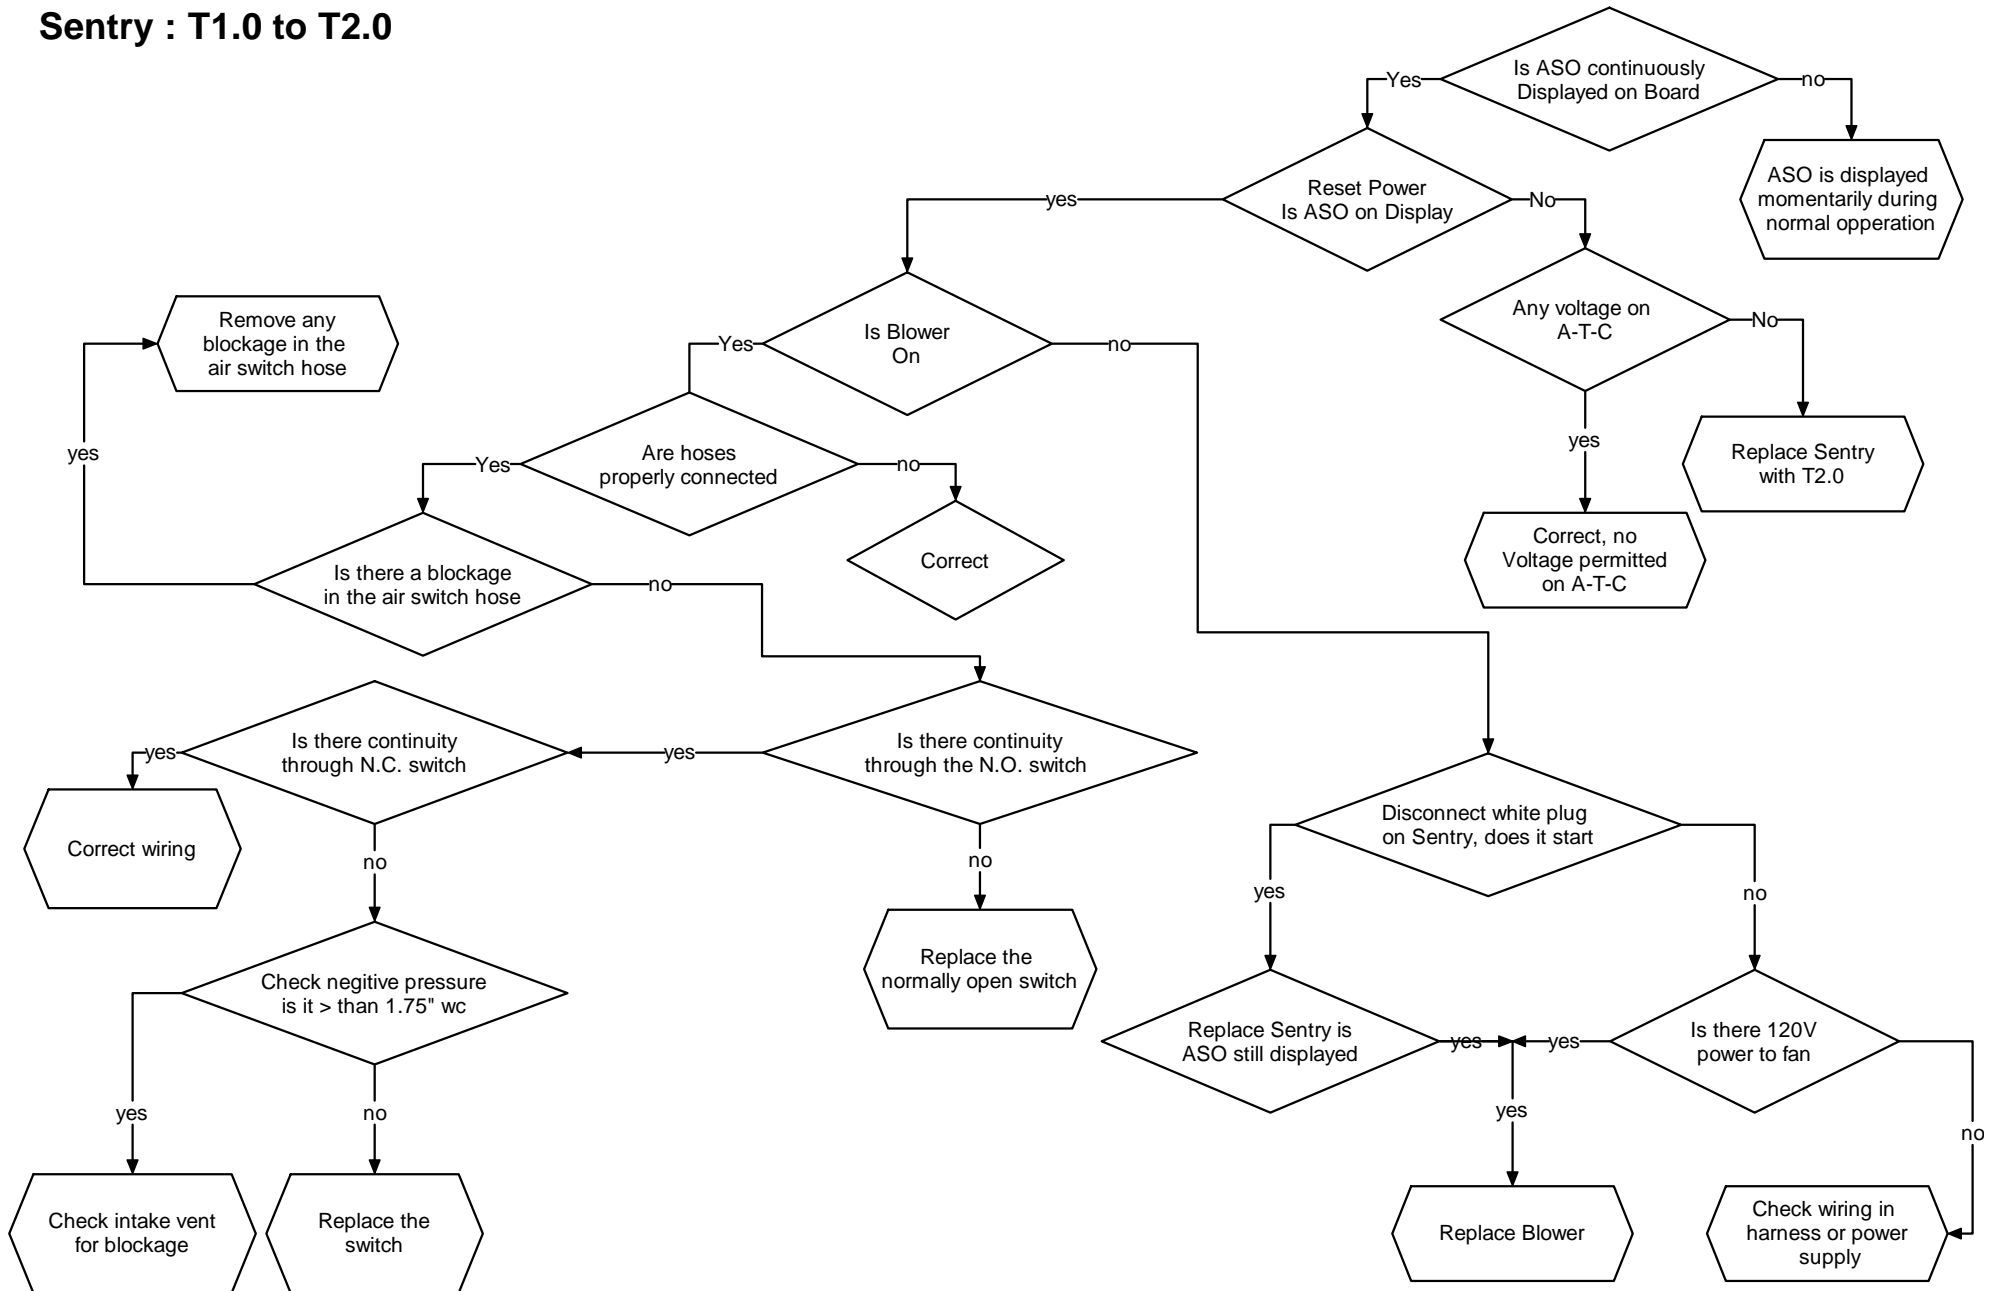 Sentry : T1.0 to T2.0
Is ASO continuously
Displayed on Board
Yes
no
ASO is displayed
momentarily during
normal opperation
Reset Power
Is ASO on Display
yes
No
Any voltage on
A-T-C
No
yes
Replace Sentry
with T2.0
Correct, no
Voltage permitted
on A-T-C
Is Blower
On
Yes
no
Remove any
blockage in the
air switch hose
yes
Are hoses
properly connected
Yes
no
Correct
Is there a blockage
in the air switch hose
no
Is there continuity
through N.C. switch
yes
Is there continuity
through the N.O. switch
yes
Correct wiring
no
no
Replace the
normally open switch
Disconnect white plug
on Sentry, does it start
yes
no
Check negitive pressure
is it > than 1.75" wc
yes
no
Replace Sentry is
ASO still displayed
yes
yes
Is there 120V
power to fan
yes
no
Check intake vent
for blockage
Replace the
switch
Replace Blower
Check wiring in
harness or power
supply